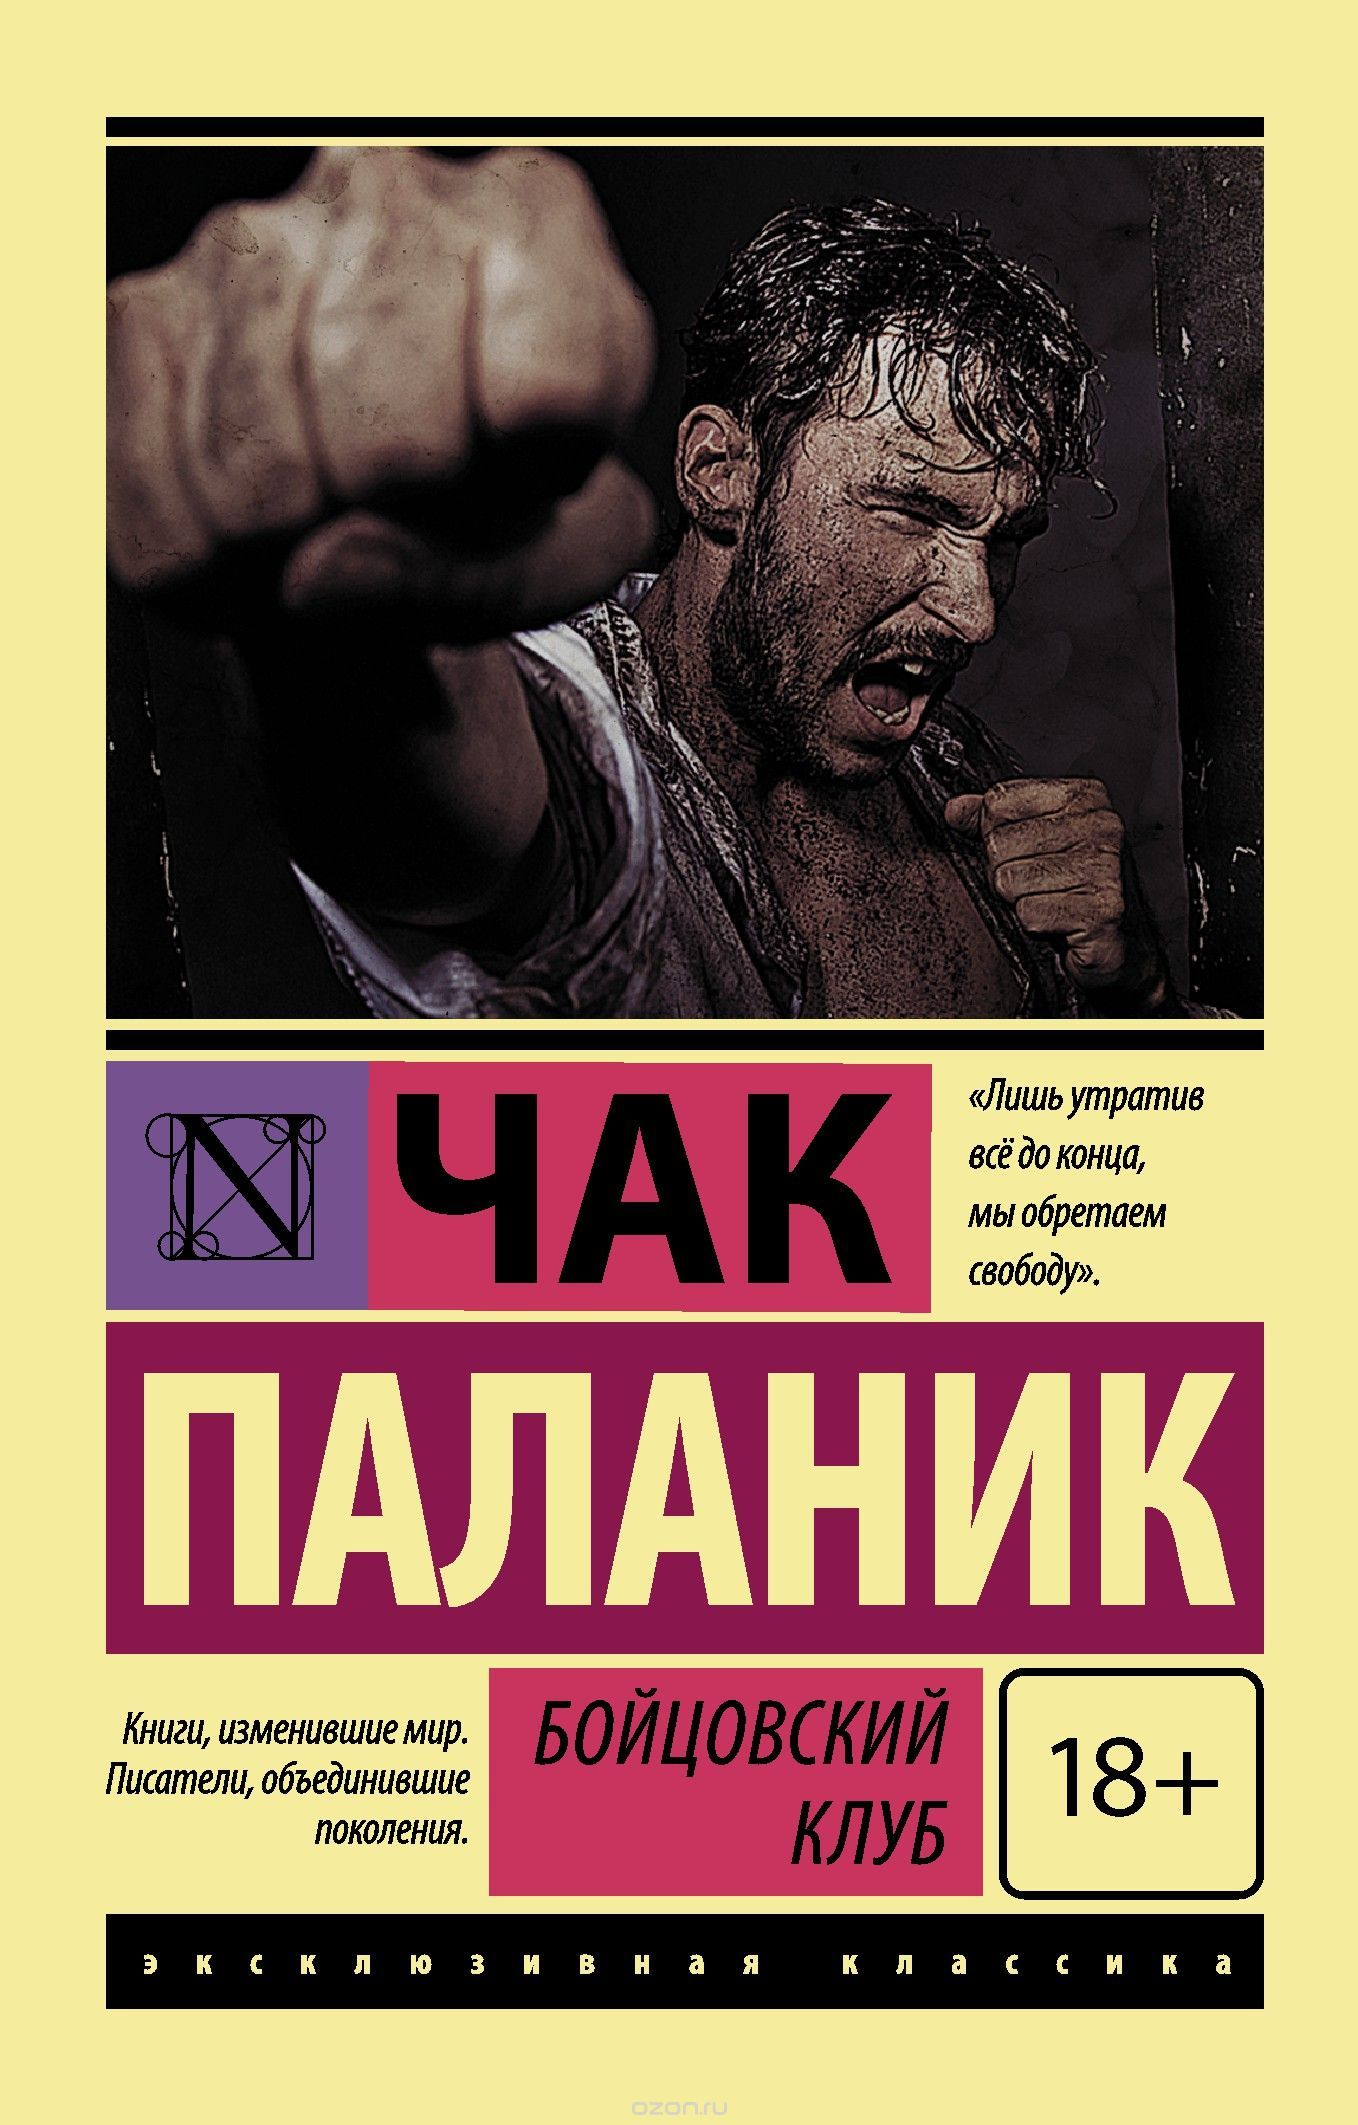 N
ЧАК
«Лишь утратив
всё до конца,
мы обретаем
свободу».
ПАЛАНИК
Книги, изменившие мир.
Писатели, объединившие
поколения.
БОЙЦОВСКИЙ
КЛУБ
18+
эксклюзивная классика
ozon.ru